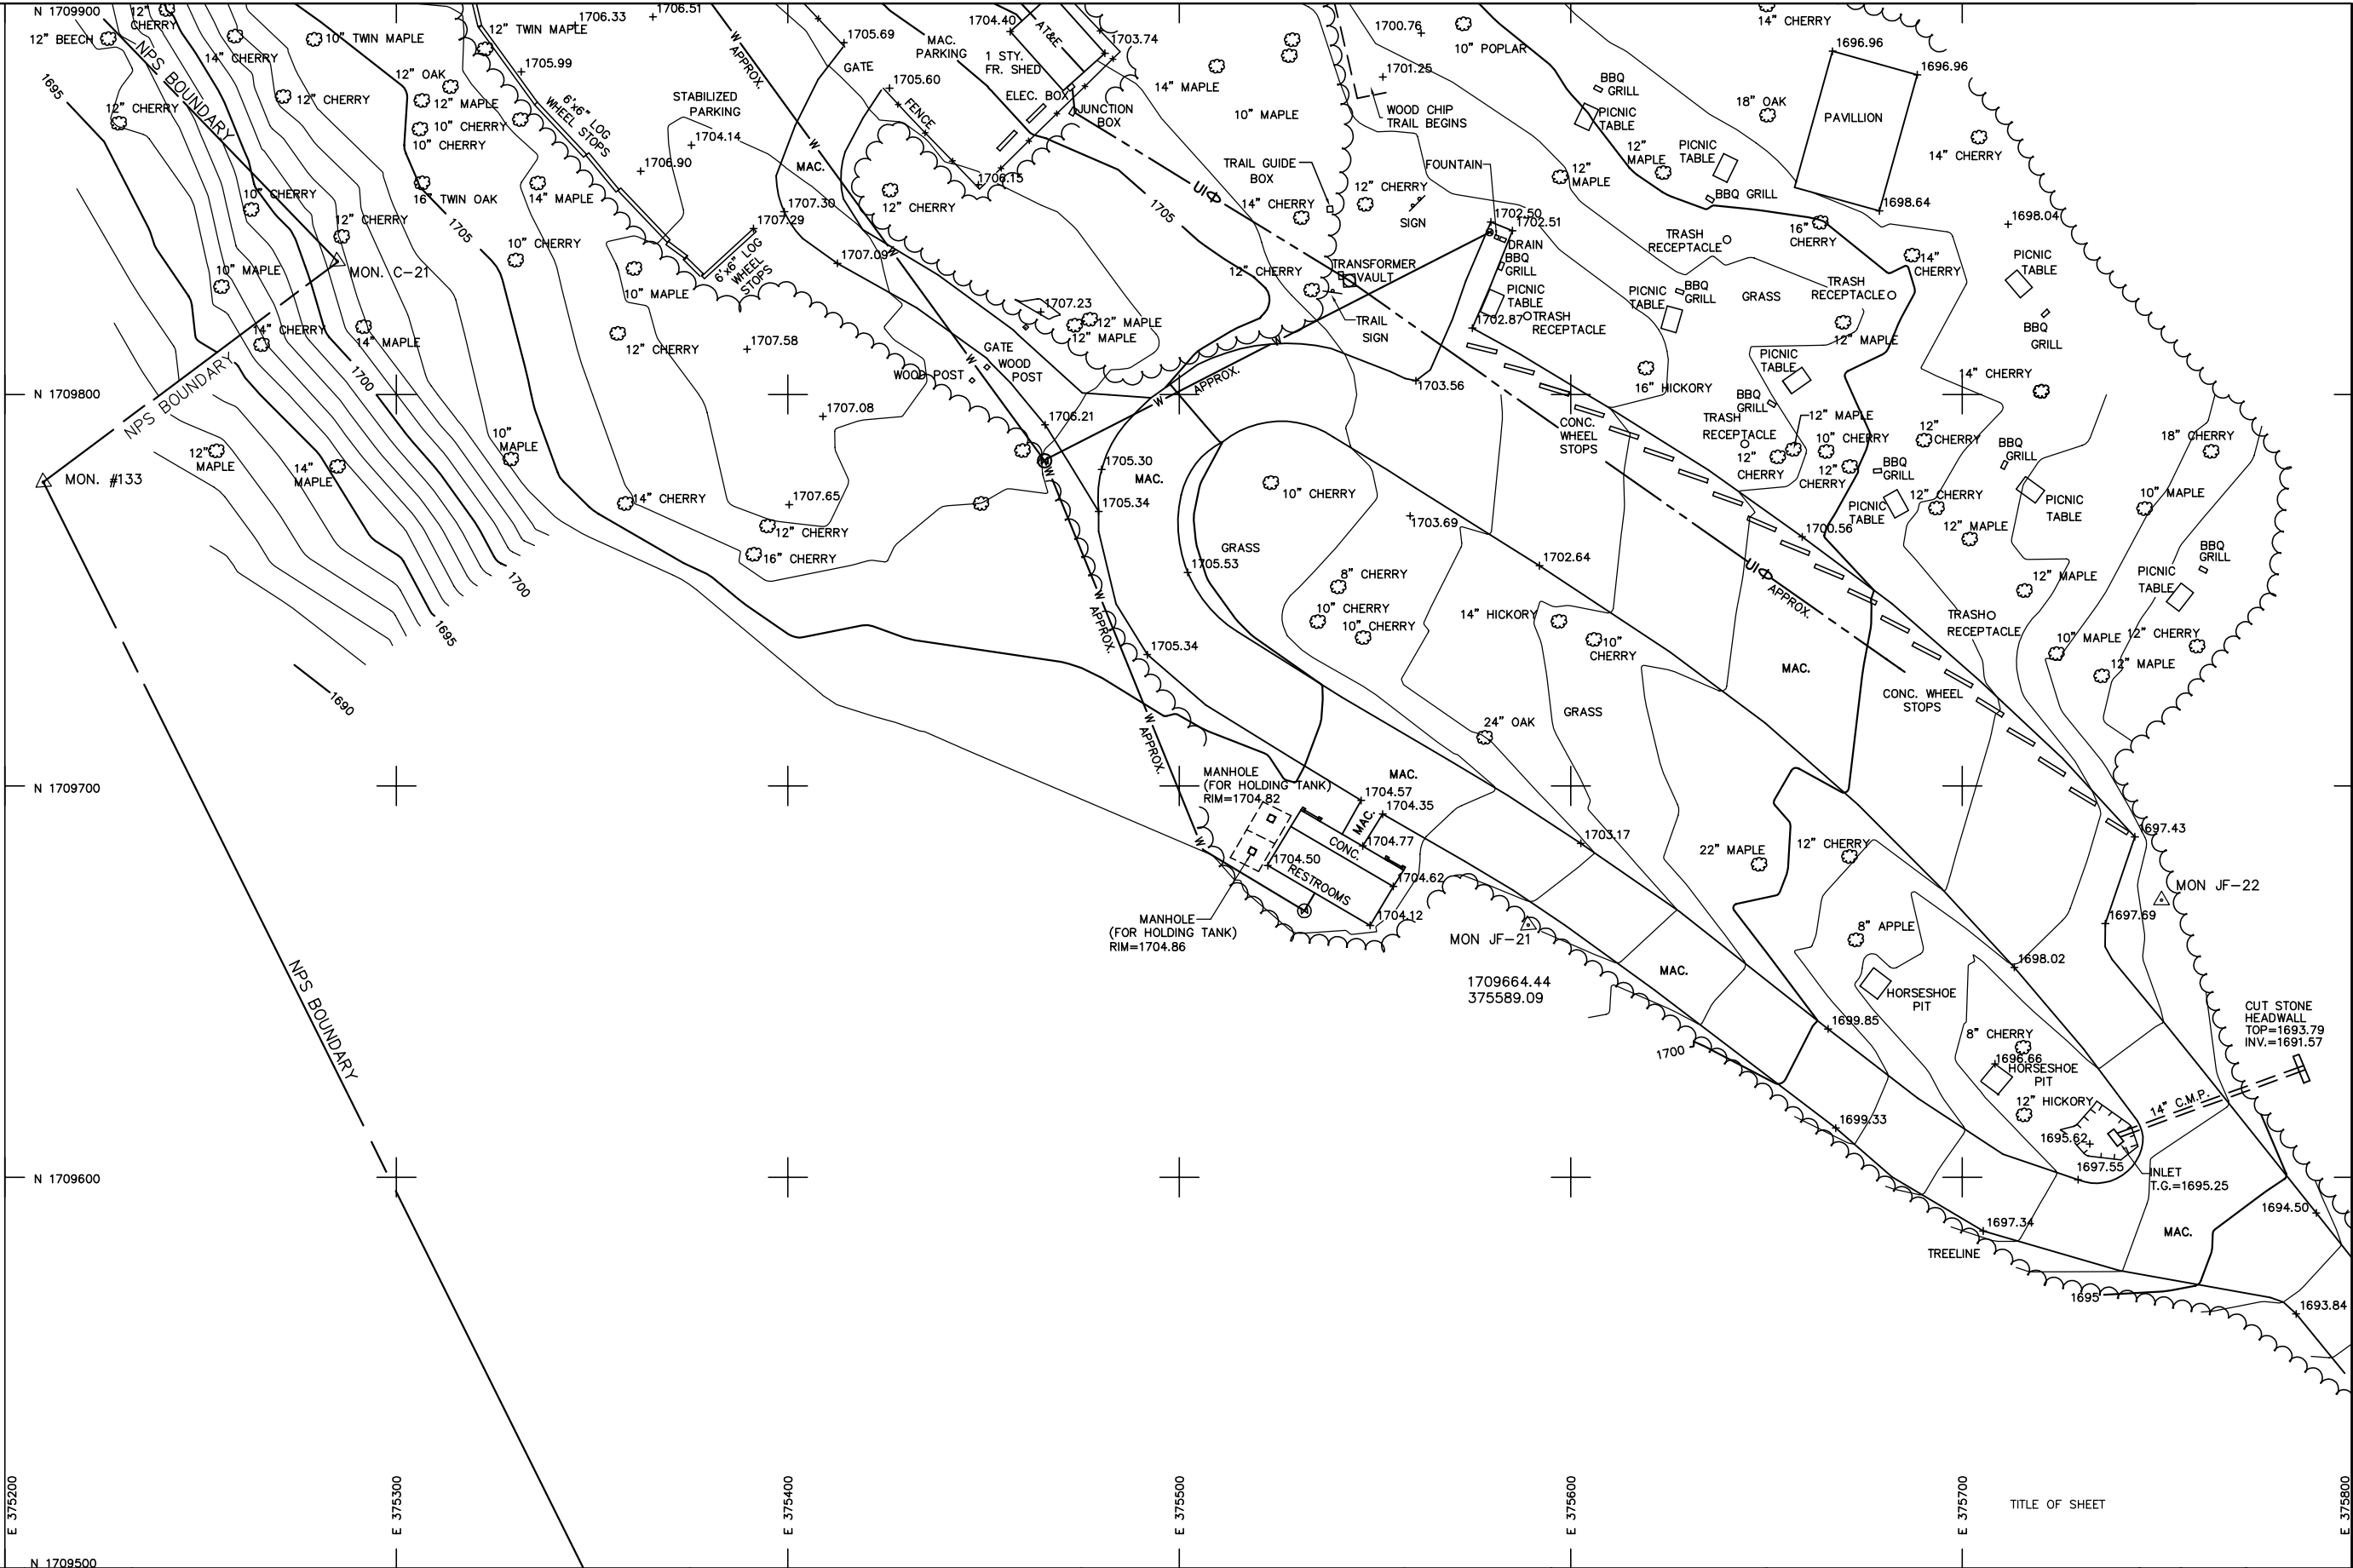 N 1709900
12" BEECH
12"
CHERRY
NPS BOUNDARY
14" CHERRY
10" TWIN MAPLE
12" CHERRY
12" CHERRY
1695
12" OAK
12" MAPLE
10" CHERRY
10" CHERRY
16" TWIN OAK
1705
12" TWIN MAPLE
1706.33
1706.51
1705.99
6'x6" LOG
WHEEL STOPS
14" MAPLE
10" CHERRY
10" CHERRY
12" CHERRY
10" MAPLE
MON. C-21
14" CHERRY
14" MAPLE
1700
NPS BOUNDARY
N 1709800
MON. #133
12"
MAPLE
14"
MAPLE
10"
MAPLE
1700
1695
1690
STABILIZED
PARKING
1704.14
1706.90
W APPROX.
W
MAC.
1705.69
GATE
1705.60
FENCE
MAC.
PARKING
1 STY.
FR. SHED
1704.40
AT&E
1703.74
ELEC. BOX
JUNCTION
BOX
1706.15
12" CHERRY
1707.30
1707.29
1707.09
W
6'x6" LOG
WHEEL
STOPS
10" MAPLE
12" CHERRY
1707.58
1707.23
12" MAPLE
12" MAPLE
GATE
WOOD
POST
WOOD POST
W
1707.08
1706.21
1707.65
14" CHERRY
12" CHERRY
16" CHERRY
1705.30
MAC.
1705.34
W
W APPROX.
W
APPROX.
1705
14" MAPLE
10" MAPLE
UIΦ
TRAIL GUIDE
BOX
14" CHERRY
12" CHERRY
12" CHERRY
SIGN
TRANSFORMER
VAULT
TRAIL
SIGN
W
1700.76
1701.25
WOOD CHIP
TRAIL BEGINS
FOUNTAIN
10" POPLAR
1702.50
1702.51
DRAIN
BBQ
GRILL
PICNIC
TABLE
TRASH
RECEPTACLE
1702.87
1703.56
BBQ
GRILL
PICNIC
TABLE
12"
MAPLE
12"
MAPLE
PICNIC
TABLE
BBQ GRILL
14" CHERRY
18" OAK
1696.96
1696.96
PAVILLION
1698.64
14" CHERRY
1698.04
TRASH
RECEPTACLE
16"
CHERRY
14"
CHERRY
PICNIC
TABLE
BBQ
GRILL
PICNIC
TABLE
BBQ
GRILL
GRASS
TRASH
RECEPTACLE
12" MAPLE
PICNIC
TABLE
16" HICKORY
14" CHERRY
BBQ
GRILL
TRASH
RECEPTACLE
12" MAPLE
10" CHERRY
12"
CHERRY
12"
CHERRY
12"
CHERRY
BBQ
GRILL
PICNIC
TABLE
12" CHERRY
12" MAPLE
BBQ
GRILL
PICNIC
TABLE
18" CHERRY
10" MAPLE
BBQ
GRILL
PICNIC
TABLE
12" MAPLE
TRASH
RECEPTACLE
10" MAPLE
12" CHERRY
12" MAPLE
CONC.
WHEEL
STOPS
1700.56
UIΦ APPROX.
MAC.
CONC. WHEEL
STOPS
10" CHERRY
1703.69
GRASS
1705.53
1702.64
8" CHERRY
10" CHERRY
10" CHERRY
14" HICKORY
10"
CHERRY
1705.34
24" OAK
GRASS
W APPROX.
N 1709700
MANHOLE
(FOR HOLDING TANK)
RIM=1704.82
MAC.
1704.57
1704.35
MAC.
1704.77
CONC.
1704.50
RESTROOMS
1704.62
1704.12
W
MANHOLE
(FOR HOLDING TANK)
RIM=1704.86
MON JF-21
1709664.44
375589.09
1703.17
22" MAPLE
12" CHERRY
MAC.
1697.43
MON JF-22
1697.69
8" APPLE
1698.02
HORSESHOE
PIT
1699.85
1700
8" CHERRY
1696.66
HORSESHOE
PIT
12" HICKORY
CUT STONE
HEADWALL
TOP=1693.79
INV.=1691.57
14" C.M.P.
1695.62
1699.33
1697.55
INLET
T.G.=1695.25
NPS BOUNDARY
N 1709600
1697.34
TREELINE
MAC.
1694.50
1695
1693.84
E 375200
E 375300
E 375400
E 375500
E 375600
E 375700
E 375800
TITLE OF SHEET
N 1709500